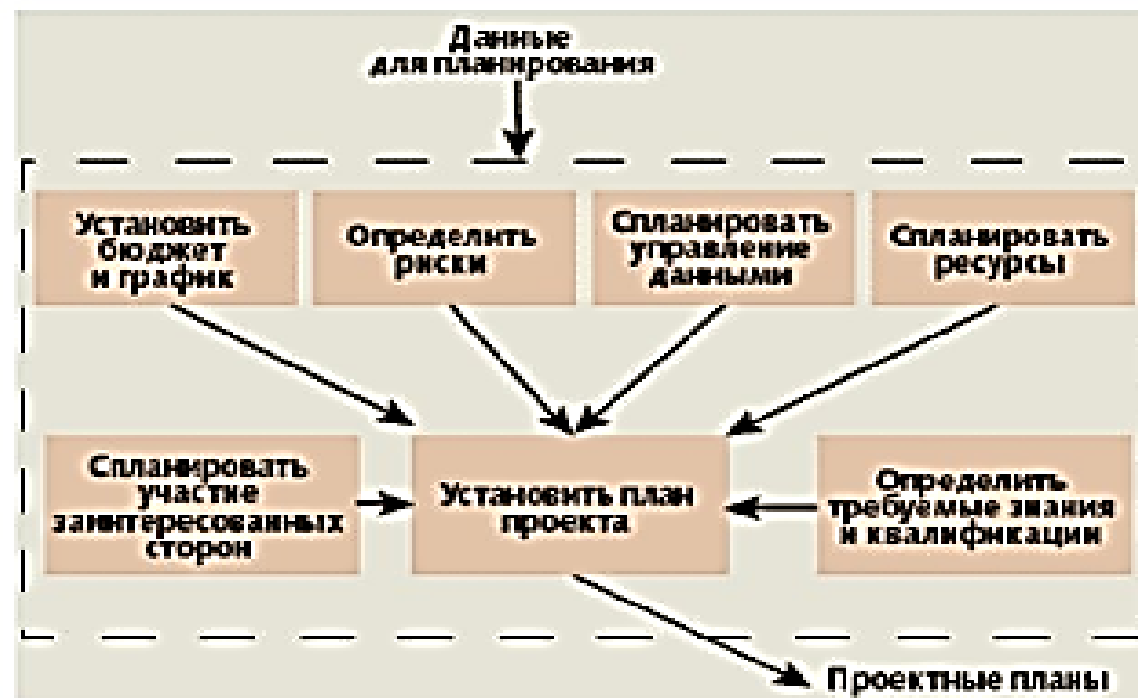 Данные
для планирования
Установить
бюджет
и график
Определить
риски
Спланировать
управление
данными
Спланировать
ресурсы
Спланировать
участие
заинтересованных
сторон
Установить план
проекта
Определить
требуемые знания
и квалификации
Проектные планы